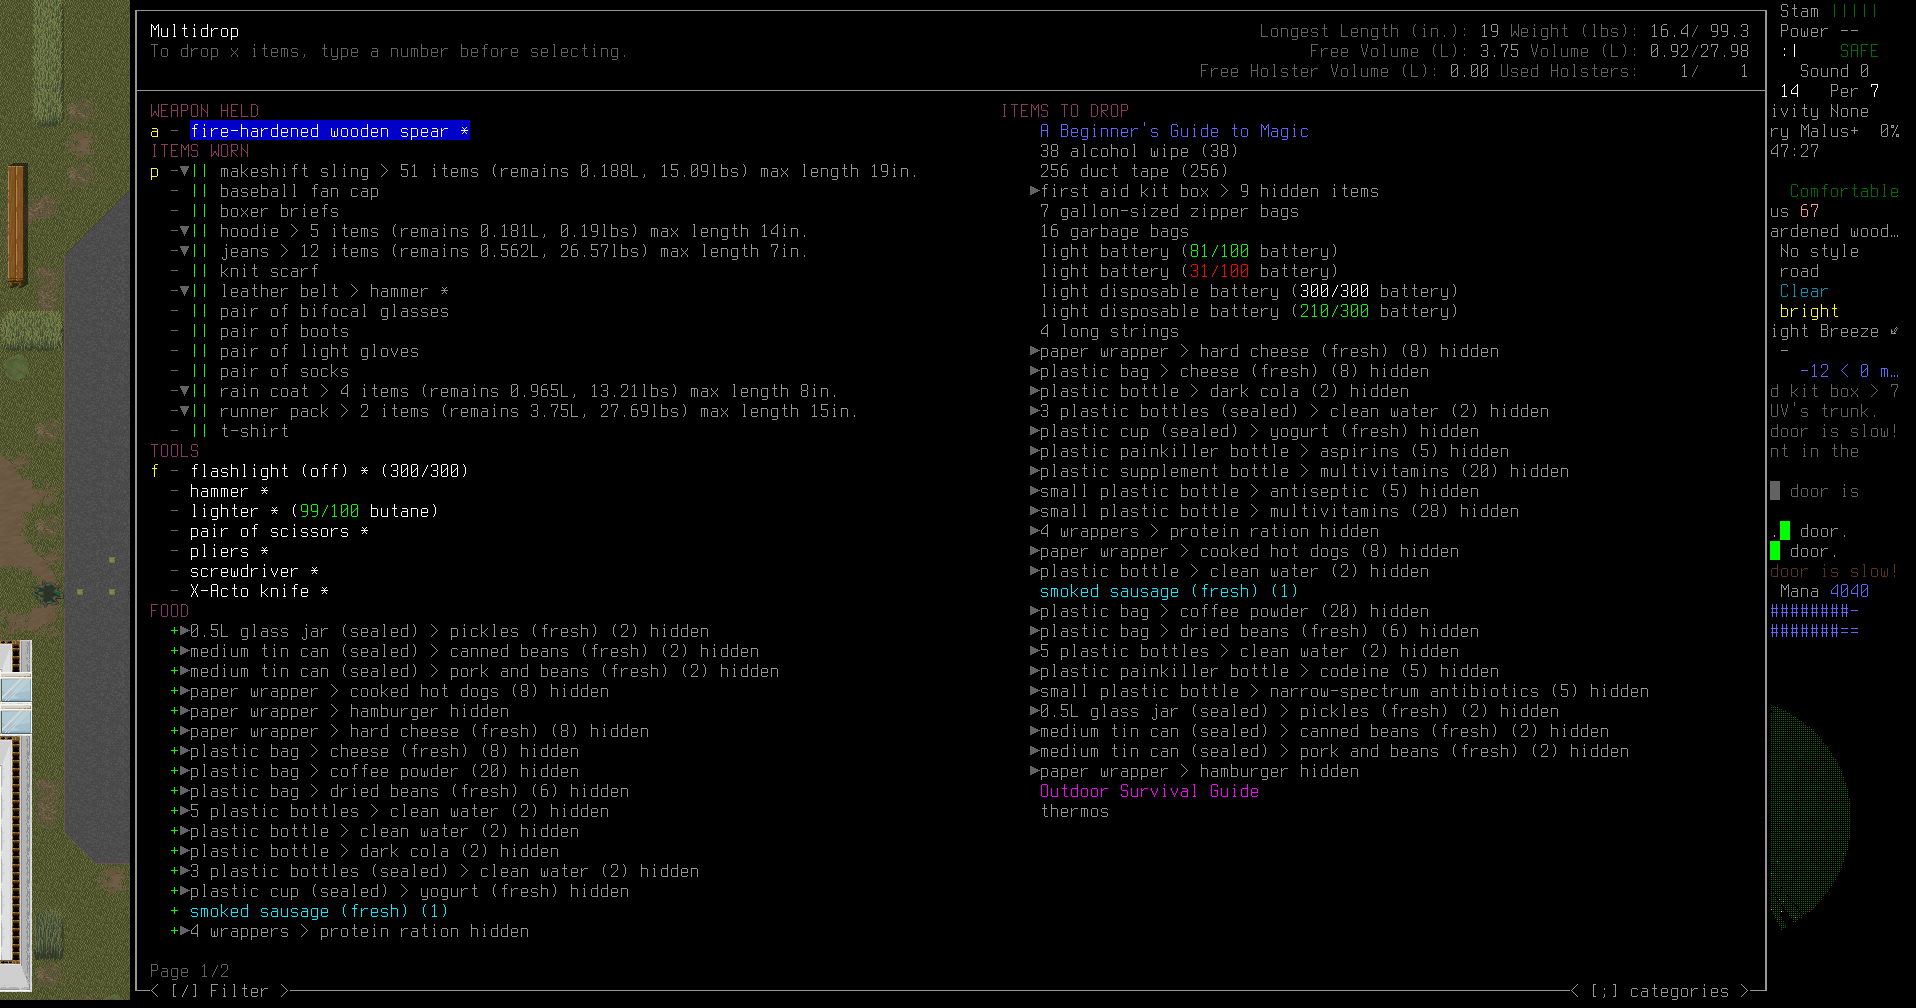 Multidrop
To drop x items, type a number before selecting.
Longest Length (in.): 19 Weight (lbs): 16.4/ 99.3
Free Volume (L): 3.75 Volume (L): 0.92/27.98
Free Holster Volume (L): 0.00 Used Holsters: 1/ 1
WEAPON HELD
a - fire-hardened wooden spear *
ITEMS WORN
p -▼|| makeshift sling > 51 items (remains 0.188L, 15.09lbs) max length 19in.
- || baseball fan cap
- || boxer briefs
-▼|| hoodie > 5 items (remains 0.181L, 0.19lbs) max length 14in.
-▼|| jeans > 12 items (remains 0.562L, 26.57lbs) max length 7in.
- || knit scarf
-▼|| leather belt > hammer *
- || pair of bifocal glasses
- || pair of boots
- || pair of light gloves
- || pair of socks
-▼|| rain coat > 4 items (remains 0.965L, 13.21lbs) max length 8in.
-▼|| runner pack > 2 items (remains 3.75L, 27.69lbs) max length 15in.
- || t-shirt
TOOLS
f - flashlight (off) * (300/300)
- hammer *
- lighter * (99/100 butane)
- pair of scissors *
- pliers *
- screwdriver *
- X-Acto knife *
FOOD
+▶0.5L glass jar (sealed) > pickles (fresh) (2) hidden
+▶medium tin can (sealed) > canned beans (fresh) (2) hidden
+▶medium tin can (sealed) > pork and beans (fresh) (2) hidden
+▶paper wrapper > cooked hot dogs (8) hidden
+▶paper wrapper > hamburger hidden
+▶paper wrapper > hard cheese (fresh) (8) hidden
+▶plastic bag > cheese (fresh) (8) hidden
+▶plastic bag > coffee powder (20) hidden
+▶plastic bag > dried beans (fresh) (6) hidden
+▶5 plastic bottles > clean water (2) hidden
+▶plastic bottle > clean water (2) hidden
+▶plastic bottle > dark cola (2) hidden
+▶3 plastic bottles (sealed) > clean water (2) hidden
+▶plastic cup (sealed) > yogurt (fresh) hidden
+ smoked sausage (fresh) (1)
+▶4 wrappers > protein ration hidden
Page 1/2
< [/] Filter >
ITEMS TO DROP
A Beginner's Guide to Magic
38 alcohol wipe (38)
256 duct tape (256)
▶first aid kit box > 9 hidden items
7 gallon-sized zipper bags
16 garbage bags
light battery (81/100 battery)
light battery (31/100 battery)
light disposable battery (300/300 battery)
light disposable battery (210/300 battery)
4 long strings
▶paper wrapper > hard cheese (fresh) (8) hidden
▶plastic bag > cheese (fresh) (8) hidden
▶plastic bottle > dark cola (2) hidden
▶3 plastic bottles (sealed) > clean water (2) hidden
▶plastic cup (sealed) > yogurt (fresh) hidden
▶plastic painkiller bottle > aspirins (5) hidden
▶plastic supplement bottle > multivitamins (20) hidden
▶small plastic bottle > antiseptic (5) hidden
▶small plastic bottle > multivitamins (28) hidden
▶4 wrappers > protein ration hidden
▶paper wrapper > cooked hot dogs (8) hidden
▶plastic bottle > clean water (2) hidden
smoked sausage (fresh) (1)
▶plastic bag > coffee powder (20) hidden
▶plastic bag > dried beans (fresh) (6) hidden
▶5 plastic bottles > clean water (2) hidden
▶plastic painkiller bottle > codeine (5) hidden
▶small plastic bottle > narrow-spectrum antibiotics (5) hidden
▶0.5L glass jar (sealed) > pickles (fresh) (2) hidden
▶medium tin can (sealed) > canned beans (fresh) (2) hidden
▶medium tin can (sealed) > pork and beans (fresh) (2) hidden
▶paper wrapper > hamburger hidden
Outdoor Survival Guide
thermos
< [;] categories >
Stam |||||
Power --
:| SAFE
Sound 0
14 Per 7
ivity None
ry Malus+ 0%
47:27
Comfortable
us 67
ardened wood…
No style
road
Clear
bright
ight Breeze ⇙
-
-12 < 0 m…
d kit box > 7
UV's trunk.
door is slow!
nt in the
door is
. door.
door.
door is slow!
Mana 4040
########-
#######==